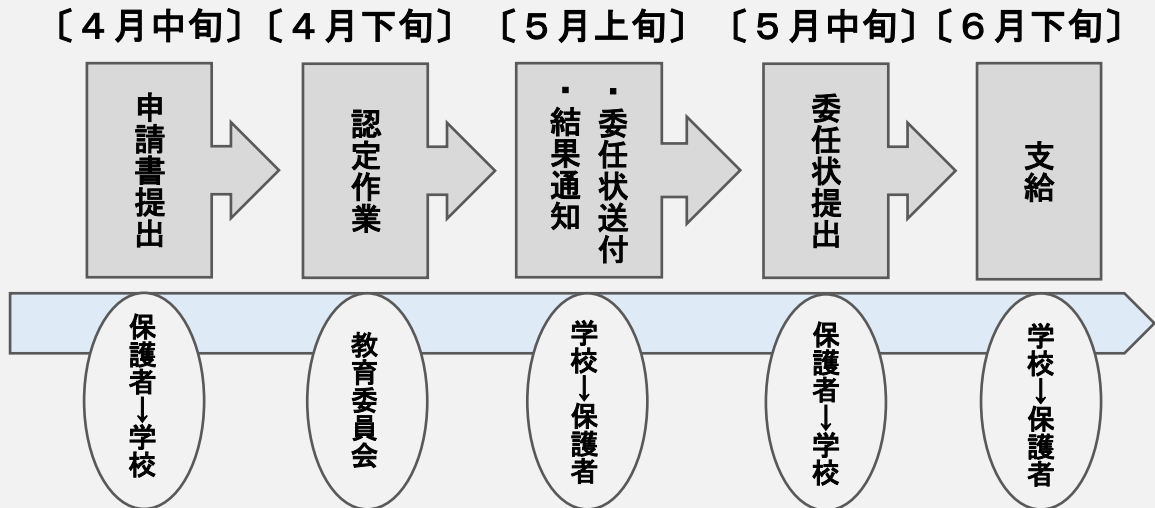 〔４月中旬〕
〔４月下旬〕
〔５月上旬〕
〔５月中旬〕
〔６月下旬〕
申請書提出
認定作業
・委任状送付
・結果通知
委任状提出
支給
保護者→学校
教育委員会
学校→保護者
保護者→学校
学校→保護者